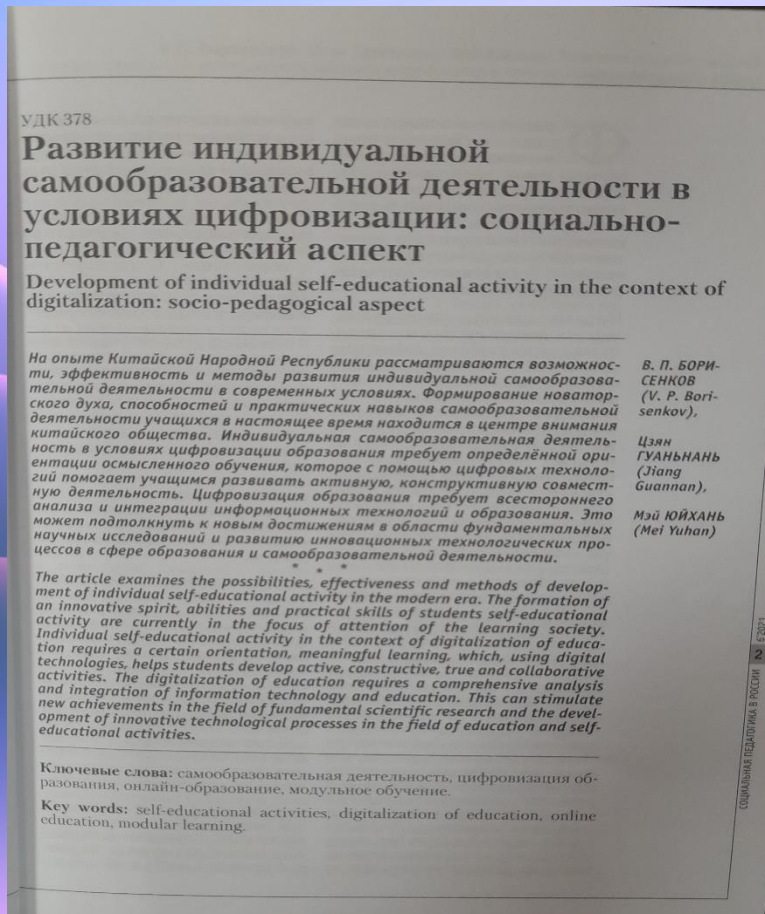 УДК 378
Развитие индивидуальной
самообразовательной деятельности в
условиях цифровизации: социально-
педагогический аспект
Development of individual self-educational activity in the context of
digitalization: socio-pedagogical aspect
На опыте Китайской Народной Республики рассматриваются возможнос-
ти, эффективность и методы развития индивидуальной самообразова-
тельной деятельности в современных условиях. Формирование новатор-
ского духа, способностей и практических навыков самообразовательной
деятельности учащихся в настоящее время находится в центре внимания
китайского общества. Индивидуальная самообразовательная деятель-
ность в условиях цифровизации образования требует определённой ори-
ентации осмысленного обучения, которое с помощью цифровых техноло-
гий помогает учащимся развивать активную, конструктивную совмест-
ную деятельность. Цифровизация образования требует всестороннего
анализа и интеграции информационных технологий и образования. Это
может подтолкнуть к новым достижениям в области фундаментальных
научных исследований и развитию инновационных технологических про-
цессов в сфере образования и самообразовательной деятельности.
* * *
The article examines the possibilities, effectiveness and methods of develop-
ment of individual self-educational activity in the modern era. The formation of
an innovative spirit, abilities and practical skills of students self-educational
activity are currently in the focus of attention of the learning society.
Individual self-educational activity in the context of digitalization of educa-
tion requires a certain orientation, meaningful learning, which, using digital
technologies, helps students develop active, constructive, true and collaborative
activities. The digitalization of education requires a comprehensive analysis
and integration of information technology and education. This can stimulate
new achievements in the field of fundamental scientific research and the devel-
opment of innovative technological processes in the field of education and self-
educational activities.
В. П. БОРИ-
СЕНКОВ
(V. P. Bori-
senkov),
Цзян
ГУАНЬНАНЬ
(Jiang
Guannan),
Мэй ЮЙХАНЬ
(Mei Yuhan)
Ключевые слова: самообразовательная деятельность, цифровизация об-
разования, онлайн-образование, модульное обучение.
Key words: self-educational activities, digitalization of education, online
education, modular learning.
СОЦИАЛЬНАЯ ПЕДАГОГИКА В РОССИИ 2 6'2021